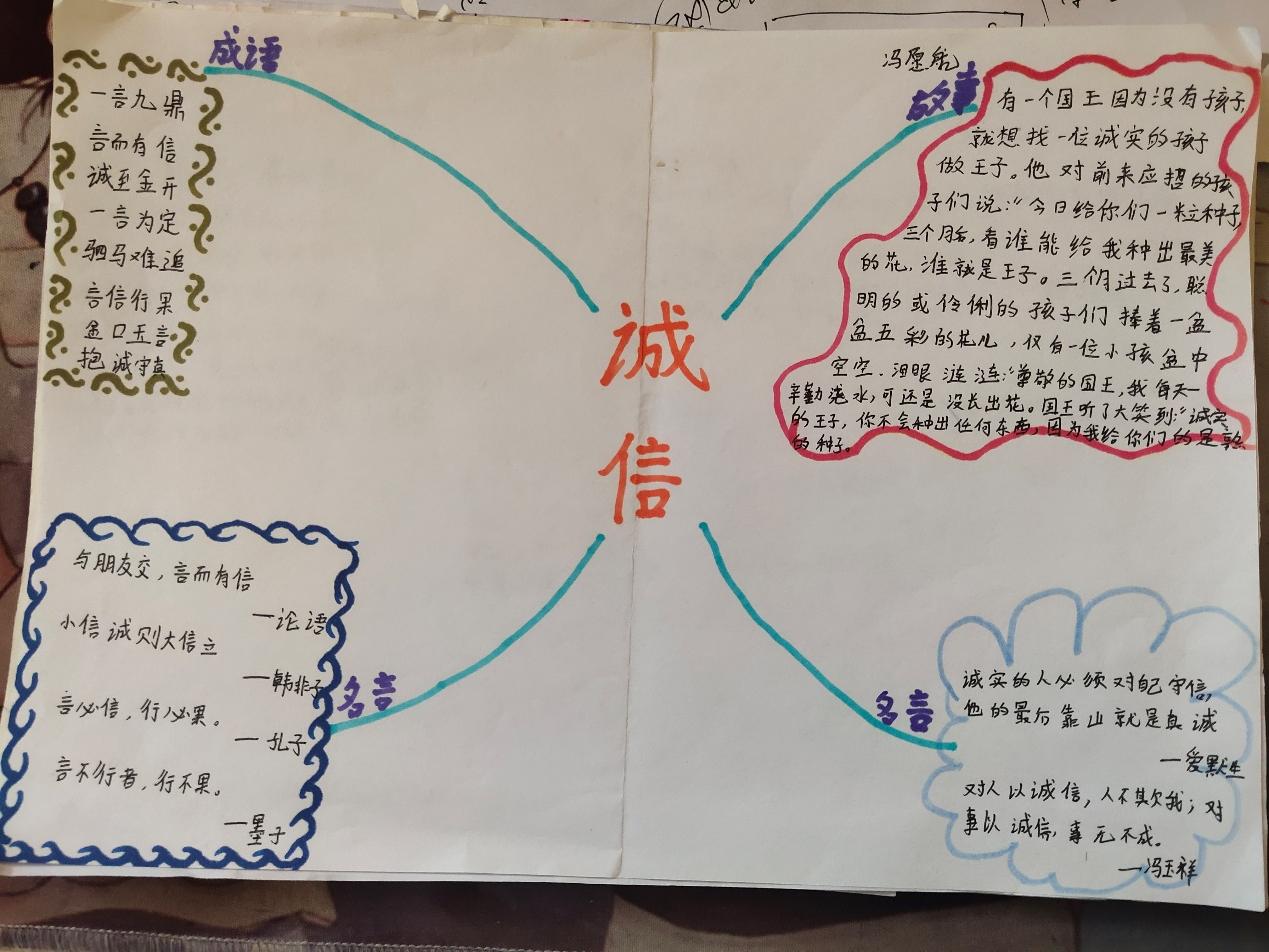 成语
一言九鼎
言而有信
诚至金开
一言为定
驷马难追
言信行果
金口玉言
抱诚守真
冯愿航
故事
有一个国王因为没有孩子,
就想找一位诚实的孩子
做王子。他对前来应
的孩
子们说:“今日给你们一粒种子,
三个月后,看谁能给我种出最美
的花,谁就是王子。三个月过去了,聪
明的或伶俐的孩子们捧着一盆
盆五彩的花儿,仅有一位小孩盆中
空空、泪眼涟涟:“尊敬的国王,我每天
辛勤浇水,可还是没长出花。国王听了大笑到:“诚实
的王子,你不会种出任何东西,因为我给你们的是熟
的种子。
诚
信
与朋友交,言而有信
—论语
小信诚则大信立
—韩非子
言必信,行必果。
—孔子
言不行者,行不果。
—墨子
名言
名言
诚实的人必须对自己守信,
他的最后靠山就是真诚
—爱默生
对人以诚信,人不欺我;对
事以诚信,事无不成。
—冯玉祥